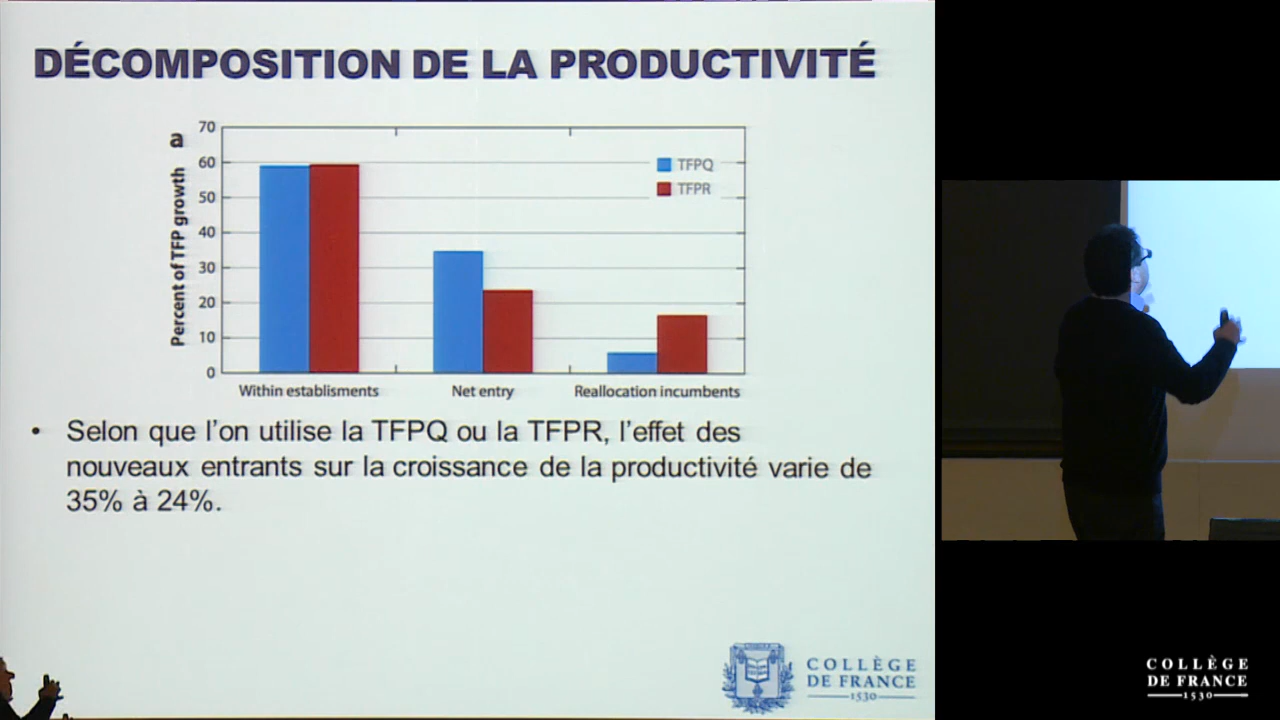 DÉCOMPOSITION DE LA PRODUCTIVITÉ
a
Percent of TFP growth
70
60
50
40
30
20
10
0
TFPQ
TFPR
Within establisments
Net entry
Reallocation incumbents
• Selon que l'on utilise la TFPQ ou la TFPR, l'effet des
nouveaux entrants sur la croissance de la productivité varie de
35% à 24%.
COLLÈGE
DE FRANCE
1530
COLLÈGE
DE FRANCE
1530